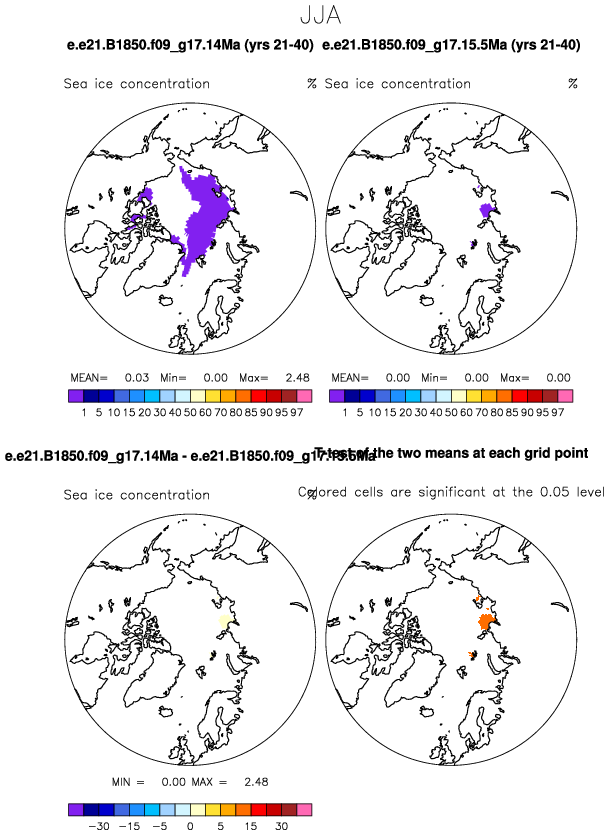 JJA
e.e21.B1850.f09_g17.14Ma (yrs 21-40) e.e21.B1850.f09_g17.15.5Ma (yrs 21-40)
Sea ice concentration % Sea ice concentration %
MEAN= 0.03 Min= 0.00 Max= 2.48 MEAN= 0.00 Min= 0.00 Max= 0.00
1 5 10 15 20 30 40 50 60 70 80 85 90 95 97 1 5 10 15 20 30 40 50 60 70 80 85 90 95 97
e.e21.B1850.f09_g17.14Ma - e.e21.B1850.f09_g17.15.5Ma T-test of the two means at each grid point
Sea ice concentration % Colored cells are significant at the 0.05 level
MIN = 0.00 MAX = 2.48
-30 -15 -5 0 5 15 30